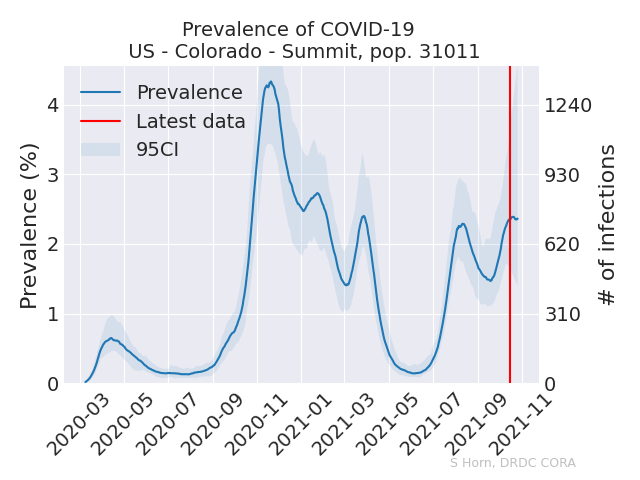 Prevalence of COVID-19
US - Colorado - Summit, pop. 31011
Prevalence
Latest data
95CI
Prevalence (%)
4
3
2
1
0
1240
930
620
310
0
# of infections
2020-03
2020-05
2020-07
2020-09
2020-11
2021-01
2021-03
2021-05
2021-07
2021-09
2021-11
S Horn, DRDC CORA